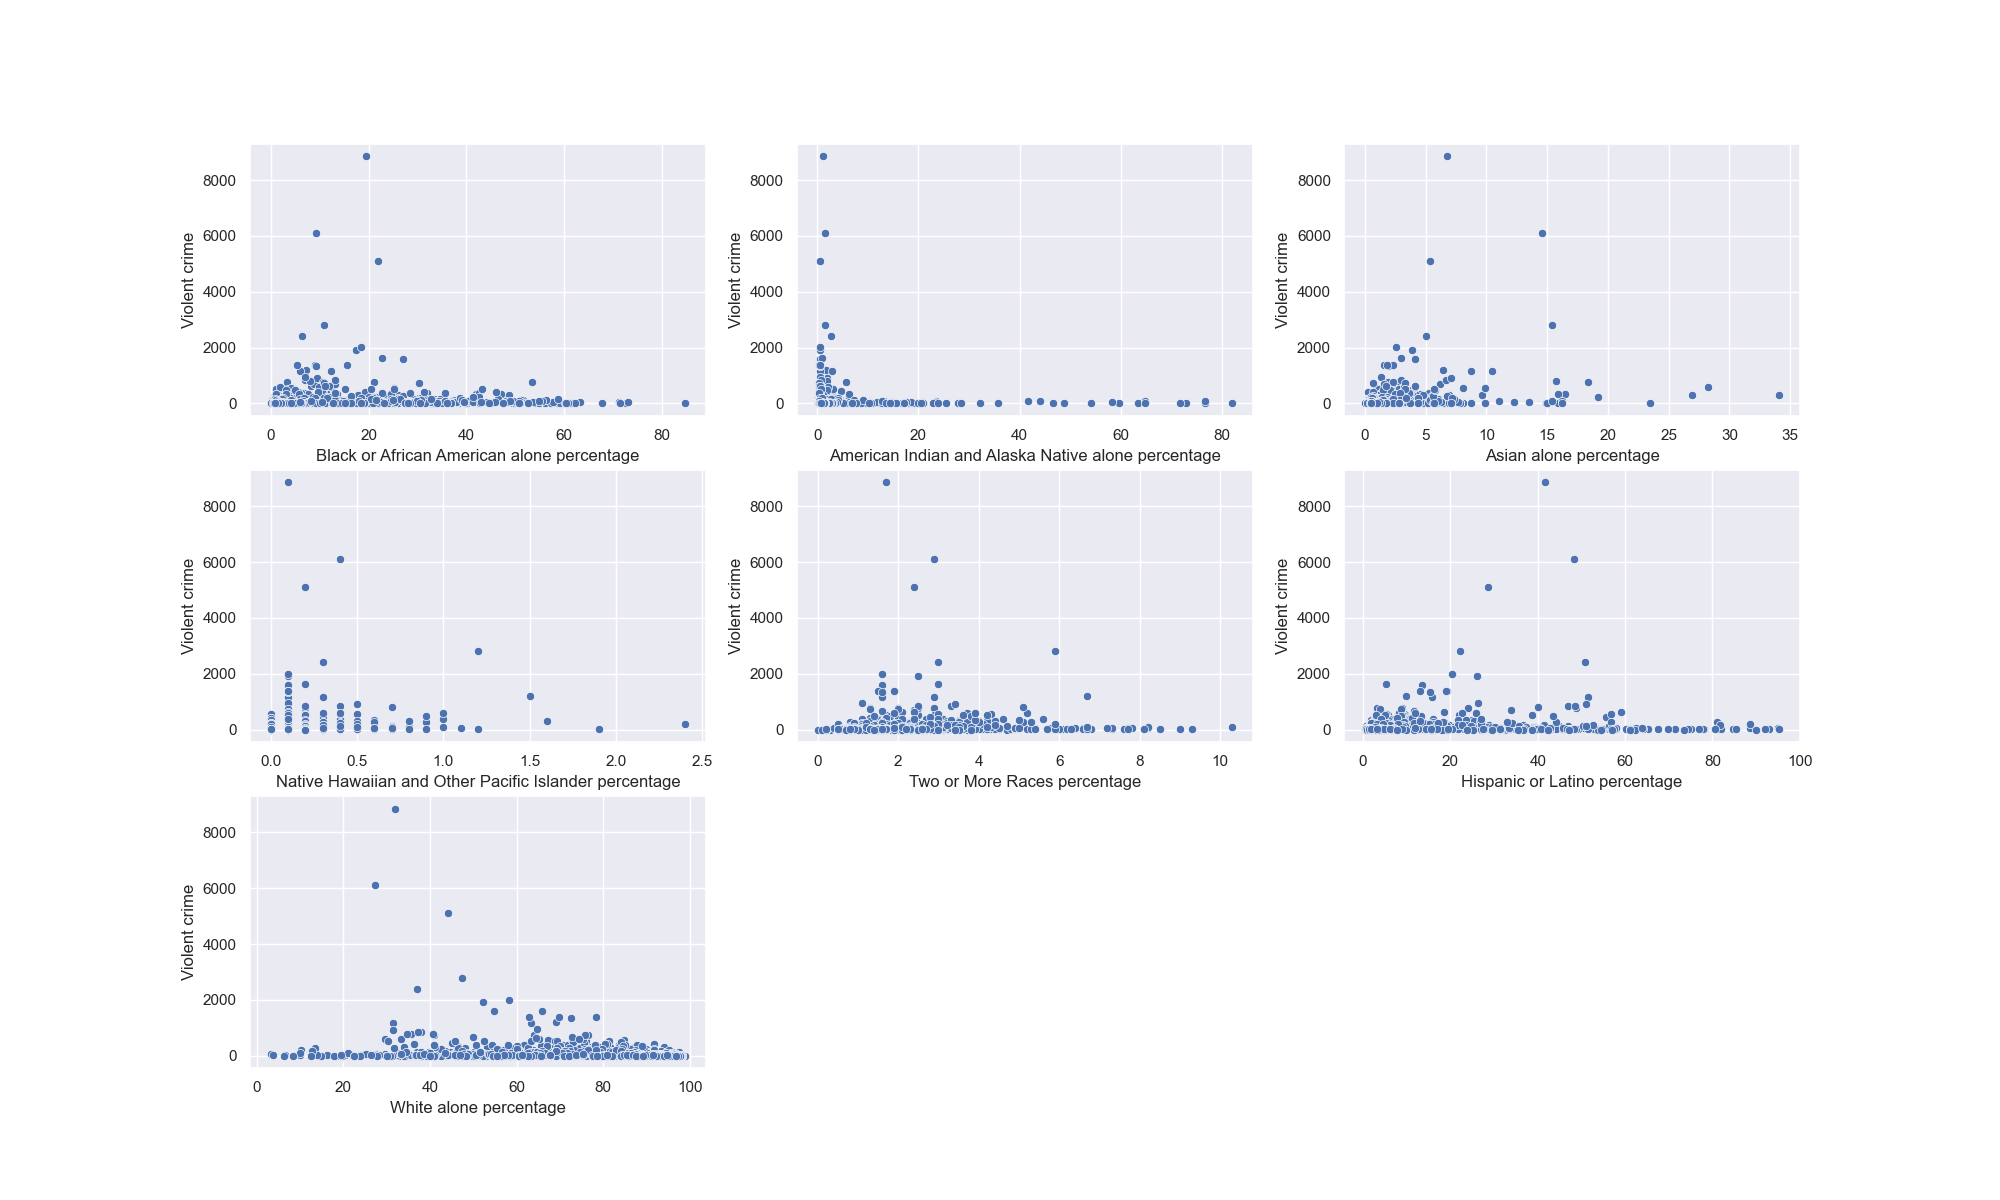 8000
6000
4000
2000
0
Violent crime
0 20 40 60 80
Black or African American alone percentage
8000
6000
4000
2000
0
Violent crime
0 20 40 60 80
American Indian and Alaska Native alone percentage
8000
6000
4000
2000
0
Violent crime
0 5 10 15 20 25 30 35
Asian alone percentage
8000
6000
4000
2000
0
Violent crime
0.0 0.5 1.0 1.5 2.0 2.5
Native Hawaiian and Other Pacific Islander percentage
8000
6000
4000
2000
0
Violent crime
0 2 4 6 8 10
Two or More Races percentage
8000
6000
4000
2000
0
Violent crime
0 20 40 60 80 100
Hispanic or Latino percentage
8000
6000
4000
2000
0
Violent crime
0 20 40 60 80 100
White alone percentage